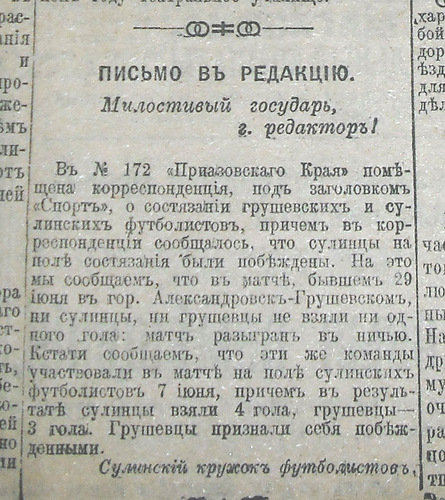 ПИСЬМО ВЪ РЕДАКЦІЮ.
Милостивый государь,
г. редакторъ!
Въ № 172 «Приазовскаго Края» помѣ-
щена корреспонденція, подъ заголовкомъ
«Спортъ», о состязаніи грушевскихъ и су-
линскихъ футболистовъ, причемъ въ кор-
респонденціи сообщалось, что сулинцы на
полѣ состязанія были побѣждены. На это
мы сообщаемъ, что въ матчѣ, бывшемъ 29
іюня въ гор. Александровск-Грушевскомъ,
ни сулинцы, ни грушевцы не взяли ни од-
ного гола: матчъ разыгранъ въ ничью.
Кстати сообщаемъ, что эти же команды
участвовали въ матчѣ на полѣ сулинскихъ
футболистовъ 7 іюня, причемъ въ резуль-
татѣ сулинцы взяли 4 гола, грушевцы—
3 гола. Грушевцы признали себя побѣж-
денными.
Сулинскій кружокъ футболистовъ.